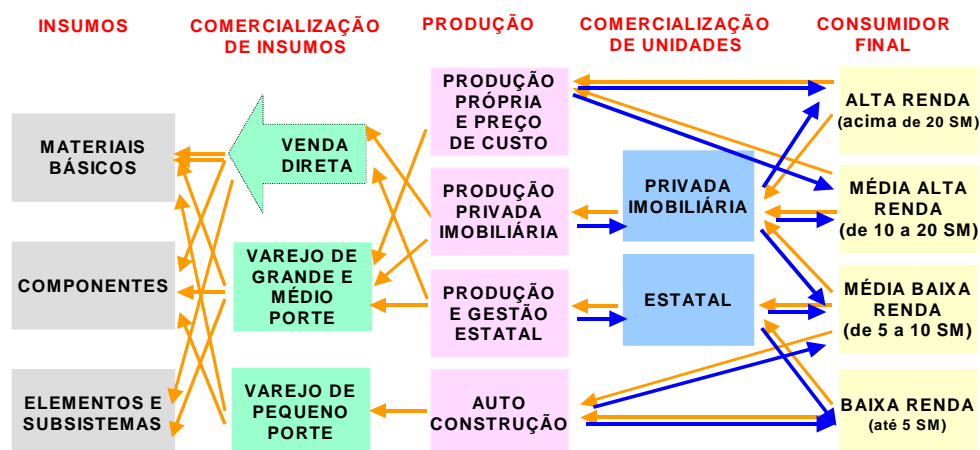 INSUMOS
COMERCIALIZAÇÃO
DE INSUMOS
PRODUÇÃO
COMERCIALIZAÇÃO
DE UNIDADES
CONSUMIDOR
FINAL
MATERIAIS
BÁSICOS
COMPONENTES
ELEMENTOS E
SUBSISTEMAS
VENDA
DIRETA
VAREJO DE
GRANDE E
MÉDIO
PORTE
VAREJO DE
PEQUENO
PORTE
PRODUÇÃO
PRÓPRIA
E PREÇO
DE CUSTO
PRODUÇÃO
PRIVADA
IMOBILIÁRIA
PRODUÇÃO
E GESTÃO
ESTATAL
AUTO
CONSTRUÇÃO
PRIVADA
IMOBILIÁRIA
ESTATAL
ALTA RENDA
(acima de 20 SM)
MÉDIA ALTA
RENDA
(de 10 a 20 SM)
MÉDIA BAIXA
RENDA
(de 5 a 10 SM)
BAIXA RENDA
(até 5 SM)